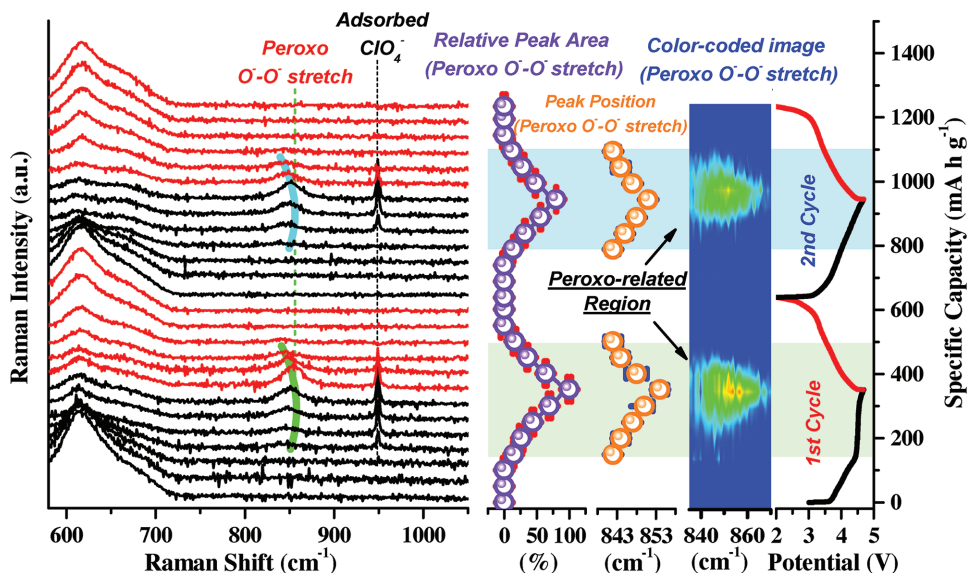 Adsorbed
ClO₄⁻
Peroxo
O⁻-O⁻ stretch
Relative Peak Area
(Peroxo O⁻-O⁻ stretch)
Color-coded image
(Peroxo O⁻-O⁻ stretch)
Peak Position
(Peroxo O⁻-O⁻ stretch)
Peroxo-related
Region
2nd Cycle
1st Cycle
Raman Intensity (a.u.)
Specific Capacity (mA h g⁻¹)
1400
1200
1000
800
600
400
200
0
600 700 800 900 1000
0 50 100
843 853
840 860
2 3 4 5
Raman Shift (cm⁻¹)
(%)
(cm⁻¹)
(cm⁻¹)
Potential (V)